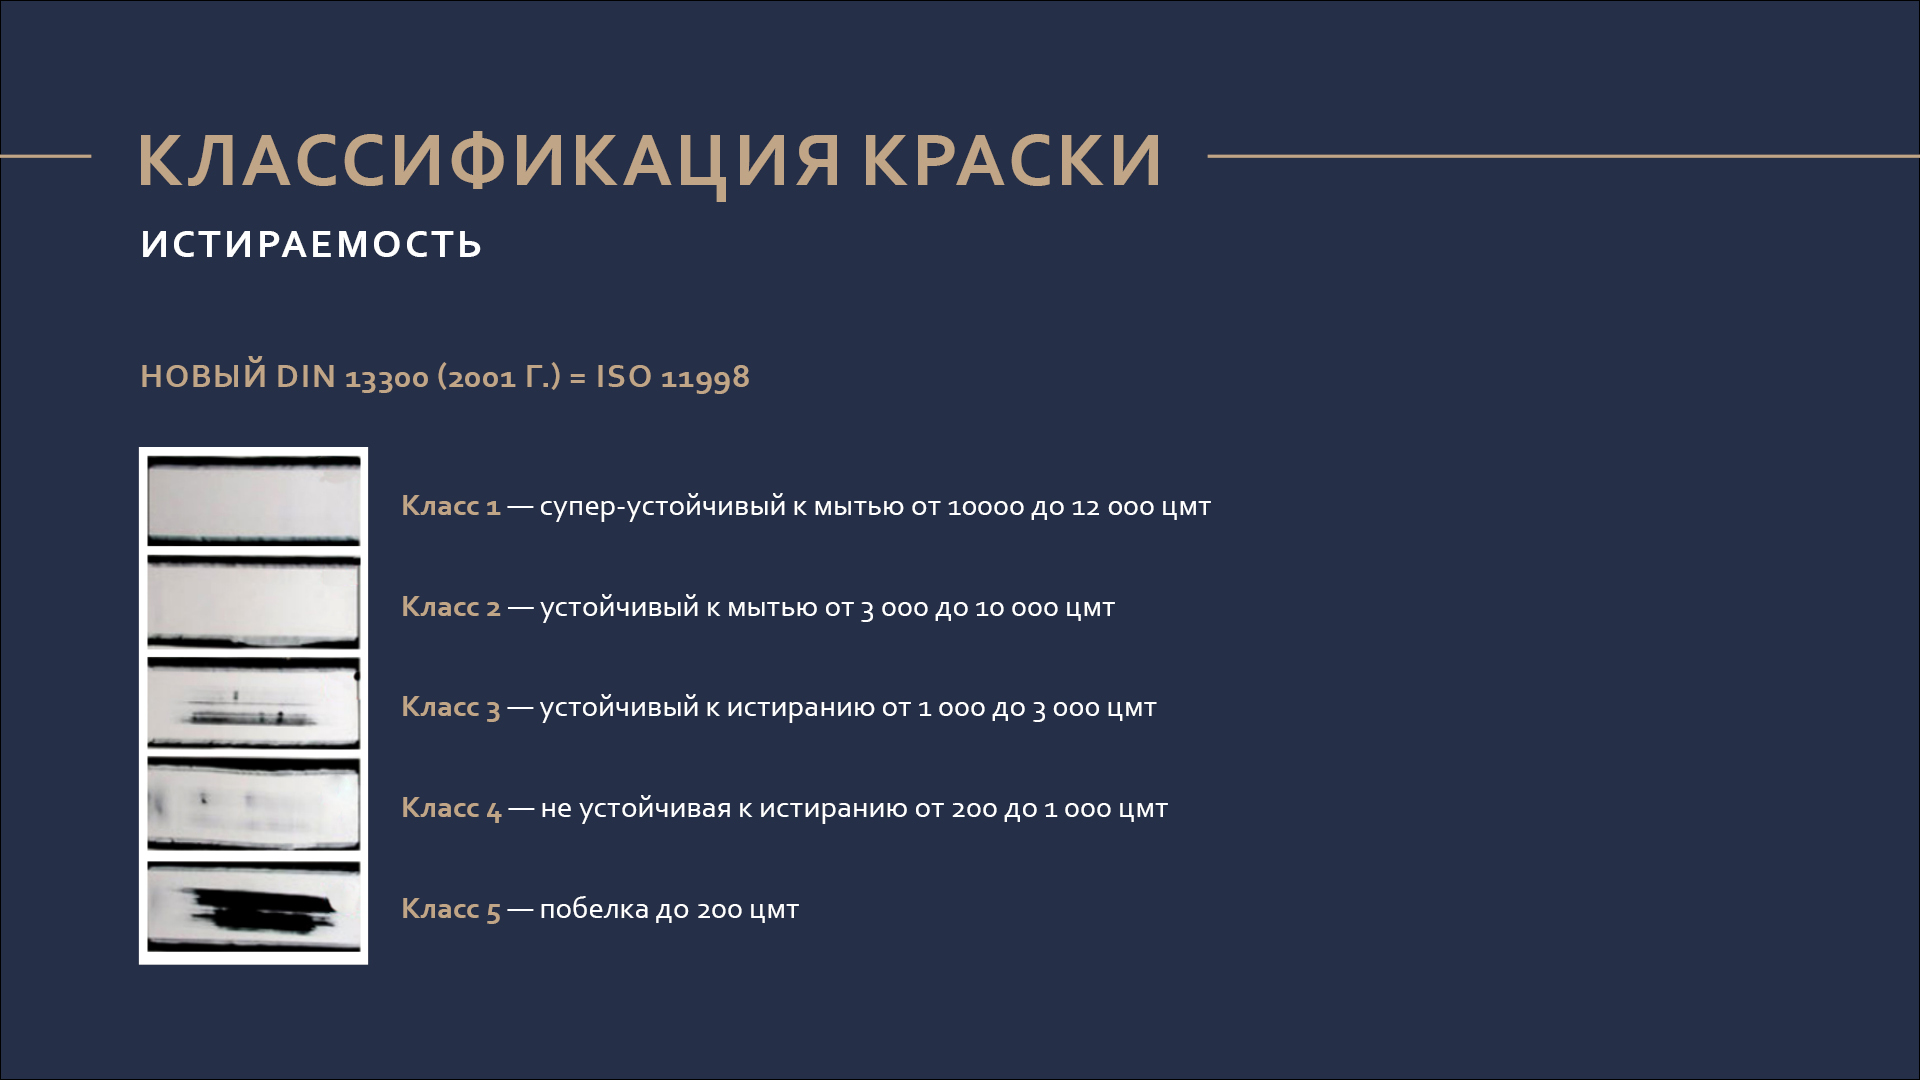 КЛАССИФИКАЦИЯ КРАСКИ
ИСТИРАЕМОСТЬ
НОВЫЙ DIN 13300 (2001 Г.) = ISO 11998
Класс 1 — супер-устойчивый к мытью от 10000 до 12 000 цмт
Класс 2 — устойчивый к мытью от 3 000 до 10 000 цмт
Класс 3 — устойчивый к истиранию от 1 000 до 3 000 цмт
Класс 4 — не устойчивая к истиранию от 200 до 1 000 цмт
Класс 5 — побелка до 200 цмт